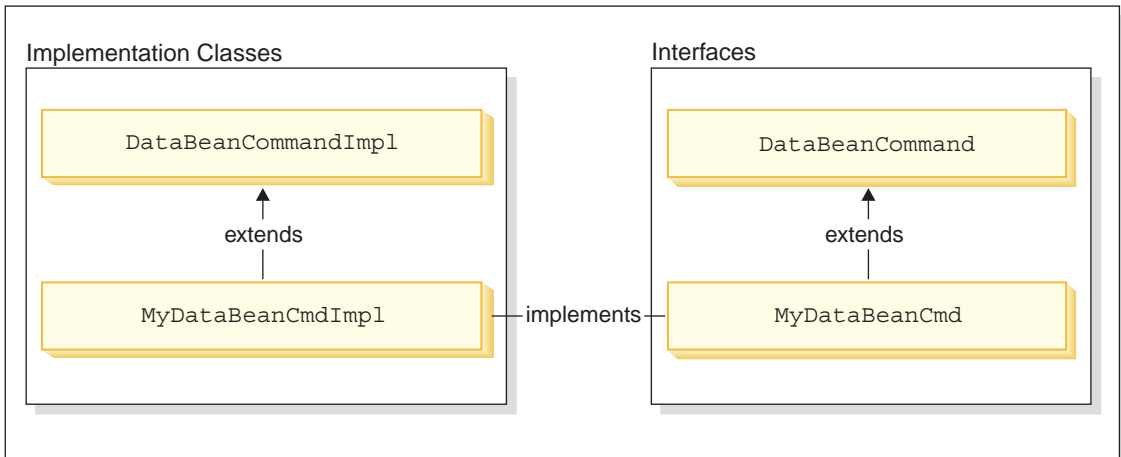 Implementation Classes
DataBeanCommandImpl
extends
MyDataBeanCmdImpl
implements
Interfaces
DataBeanCommand
extends
MyDataBeanCmd